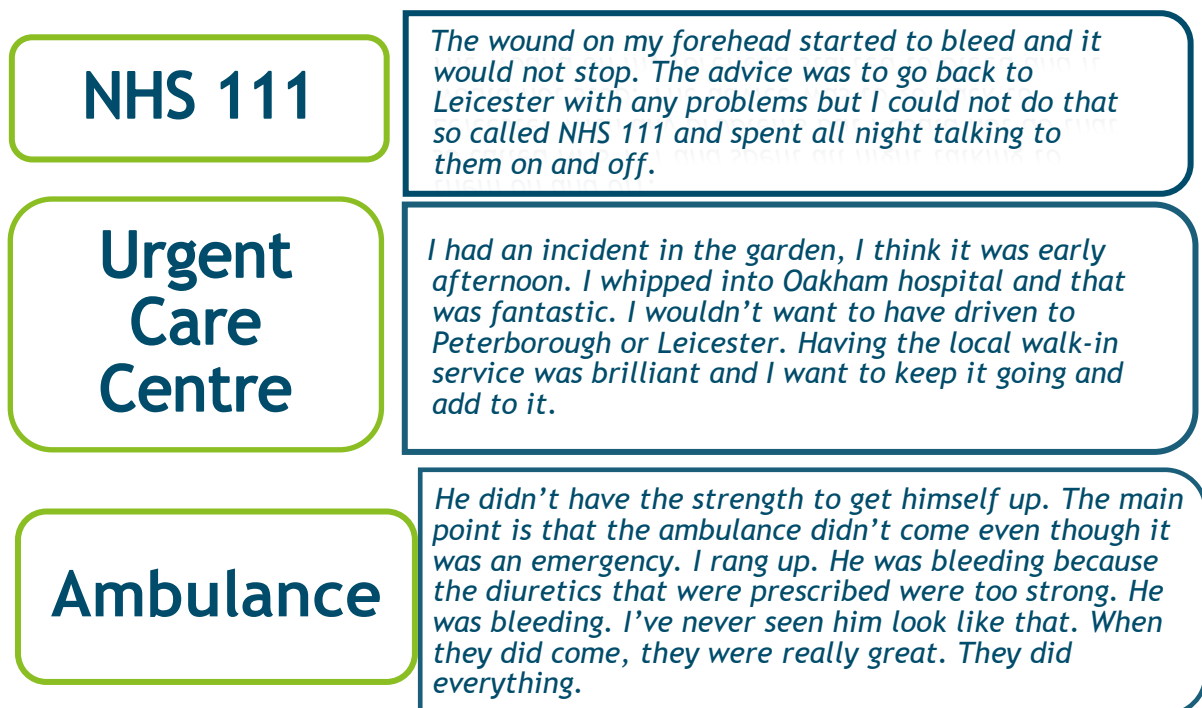 NHS 111
The wound on my forehead started to bleed and it
would not stop. The advice was to go back to
Leicester with any problems but I could not do that
so called NHS 111 and spent all night talking to
them on and off.
Urgent
Care
Centre
I had an incident in the garden, I think it was early
afternoon. I whipped into Oakham hospital and that
was fantastic. I wouldn’t want to have driven to
Peterborough or Leicester. Having the local walk-in
service was brilliant and I want to keep it going and
add to it.
Ambulance
He didn’t have the strength to get himself up. The main
point is that the ambulance didn’t come even though it
was an emergency. I rang up. He was bleeding because
the diuretics that were prescribed were too strong. He
was bleeding. I’ve never seen him look like that. When
they did come, they were really great. They did
everything.